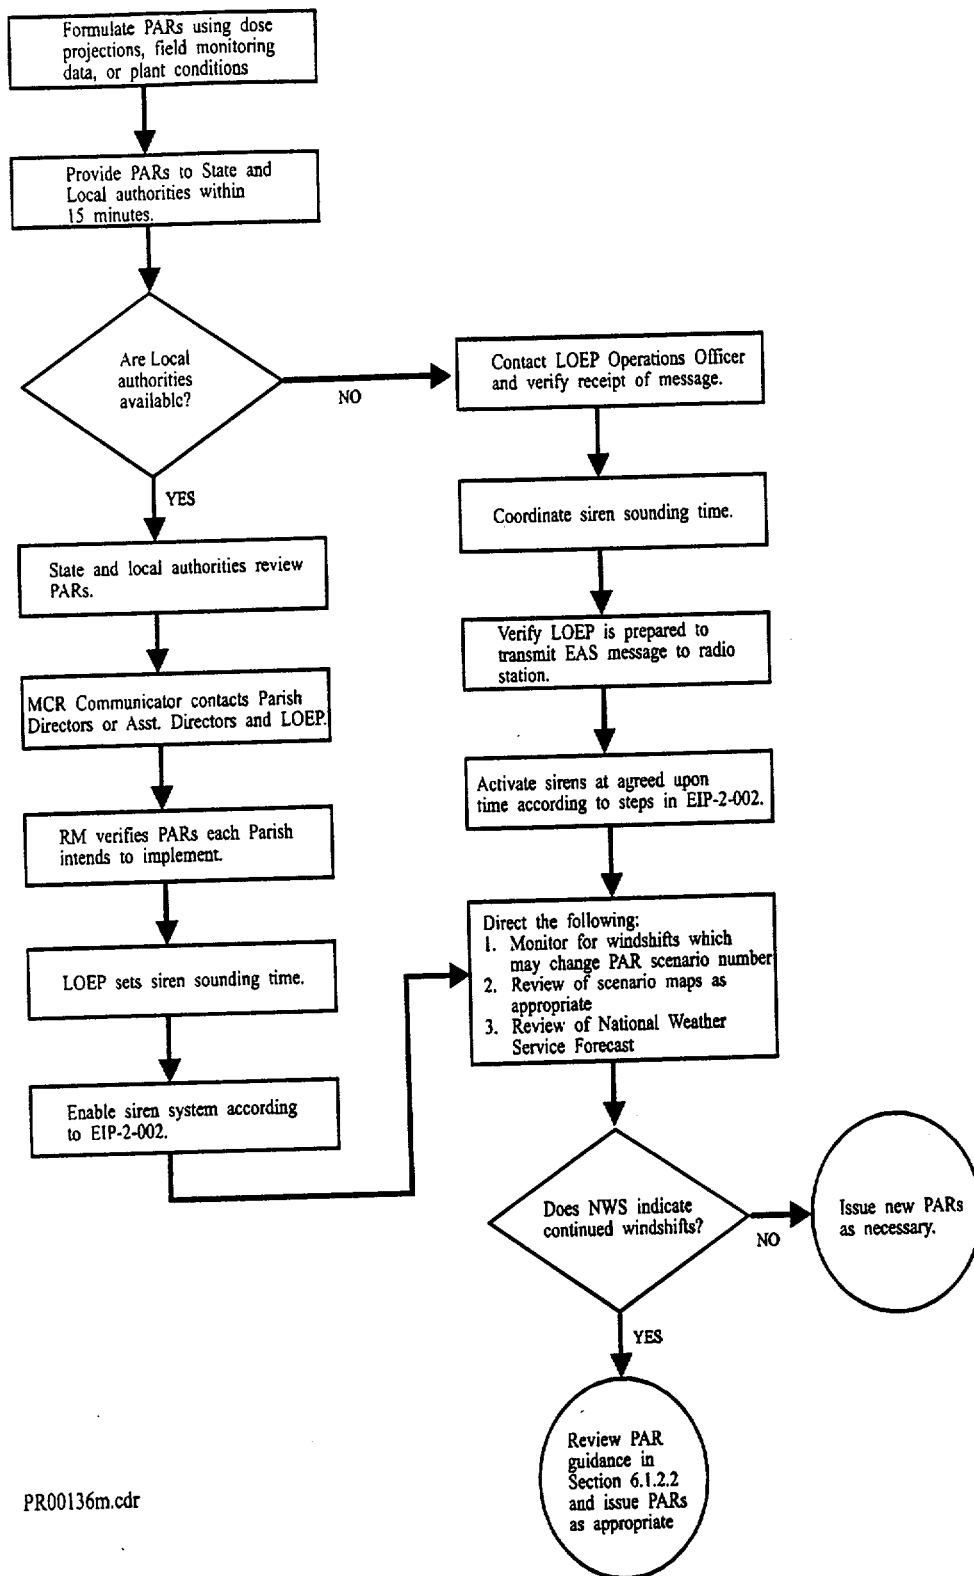 Formulate PARs using dose
projections, field monitoring
data, or plant conditions
Provide PARs to State and
Local authorities within
15 minutes.
Are Local
authorities
available?
NO
YES
State and local authorities review
PARs.
MCR Communicator contacts Parish
Directors or Asst. Directors and LOEP.
RM verifies PARs each Parish
intends to implement.
LOEP sets siren sounding time.
Enable siren system according
to EIP-2-002.
Contact LOEP Operations Officer
and verify receipt of message.
Coordinate siren sounding time.
Verify LOEP is prepared to
transmit EAS message to radio
station.
Activate sirens at agreed upon
time according to steps in EIP-2-002.
Direct the following:
1. Monitor for windshifts which
may change PAR scenario number
2. Review of scenario maps as
appropriate
3. Review of National Weather
Service Forecast
Does NWS indicate
continued windshifts?
NO
Issue new PARs
as necessary.
YES
Review PAR
guidance in
Section 6.1.2.2
and issue PARs
as appropriate
PR00136m.cdr